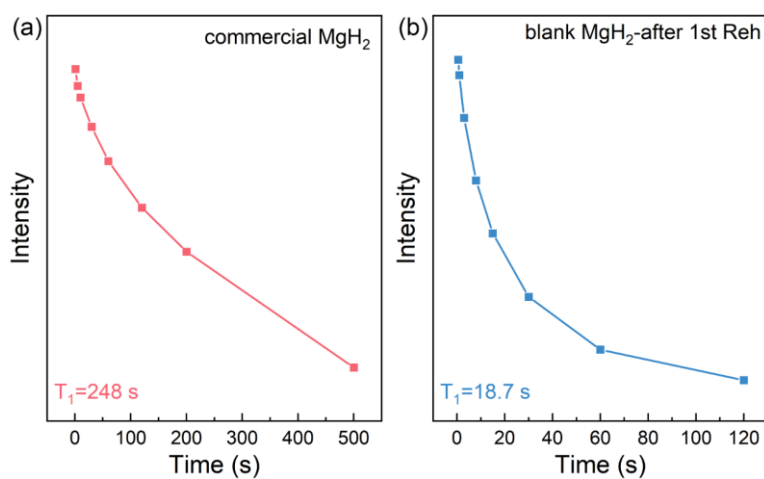 (a)
commercial MgH₂
Intensity
T₁=248 s
0 100 200 300 400 500
Time (s)
(b)
blank MgH₂-after 1st Reh
Intensity
T₁=18.7 s
0 20 40 60 80 100 120
Time (s)